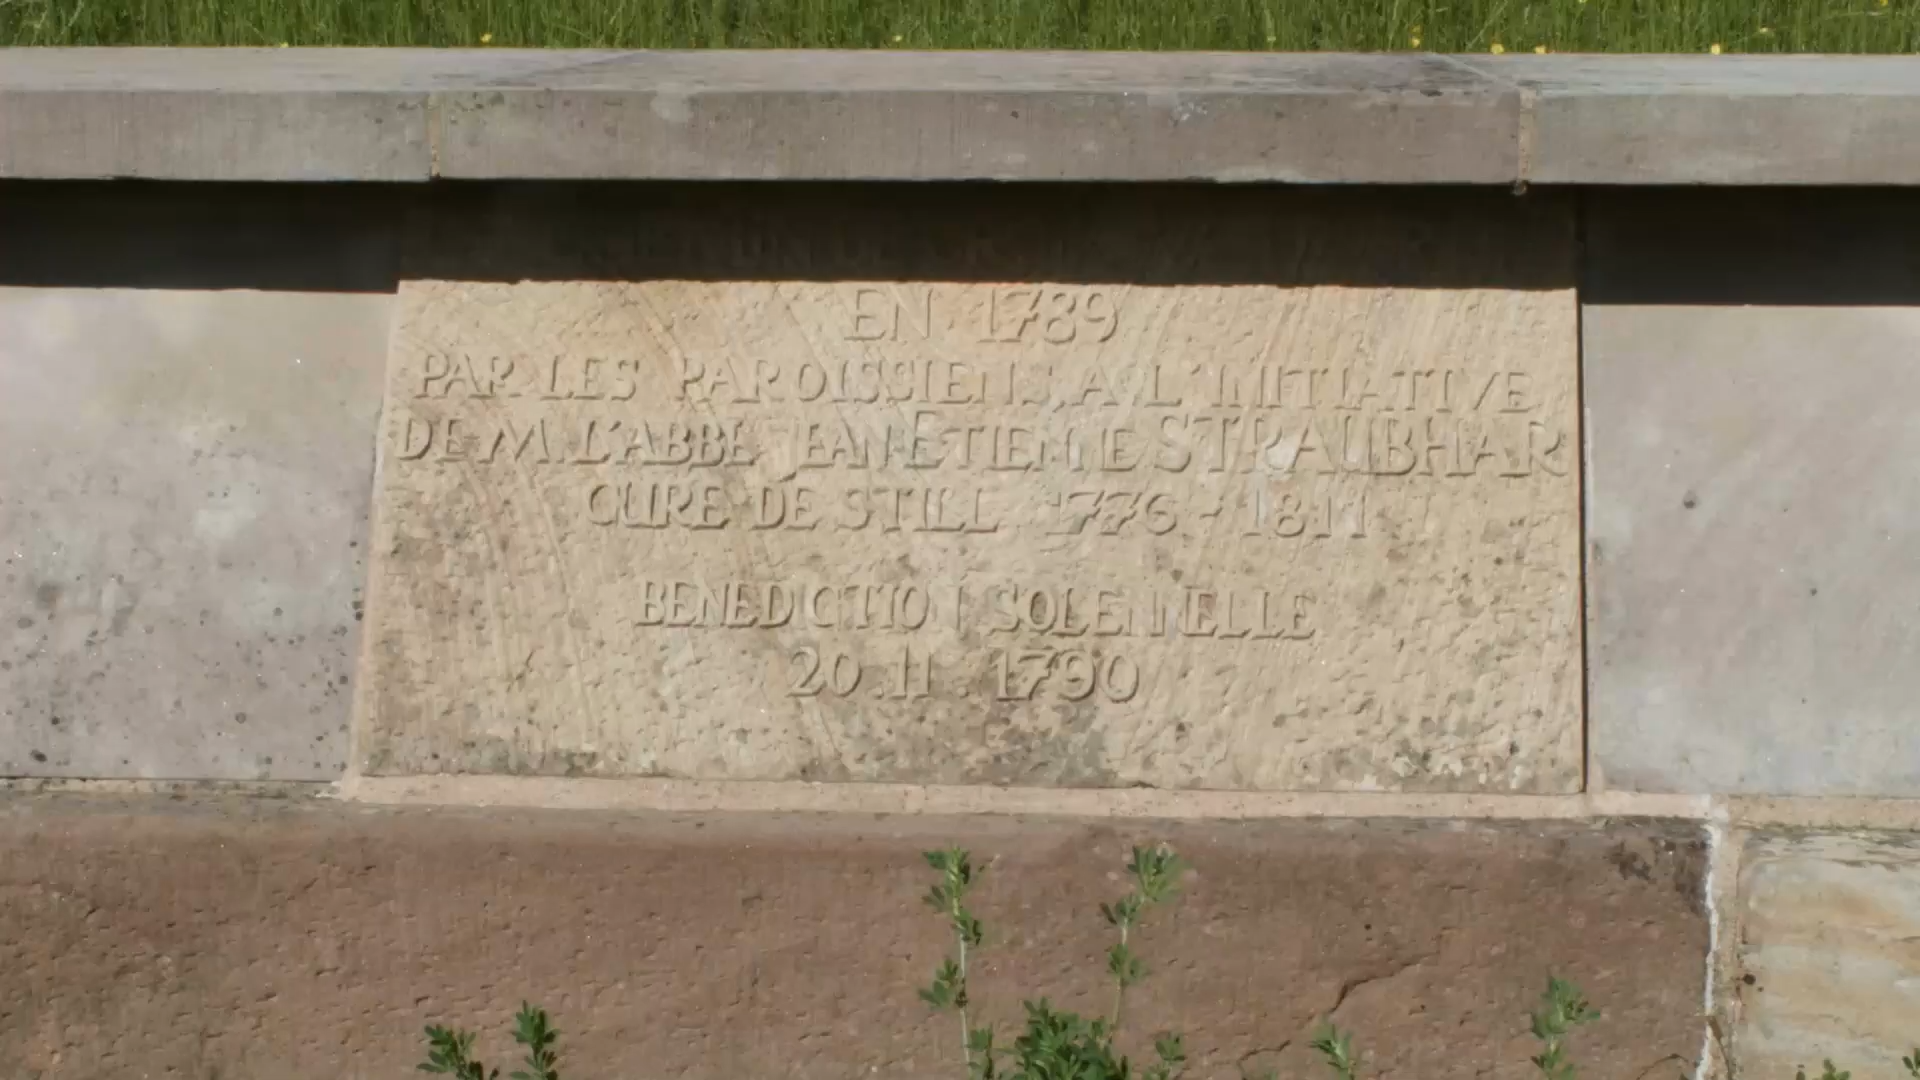 EN 1789
PAR LES PAROISSIENS, A L'INITIATIVE
DE M. L'ABBE JEAN-ETIENNE STRAUBHAR
CURE DE STILL 1776 - 1811
BENEDICTION SOLENNELLE
20.11.1790